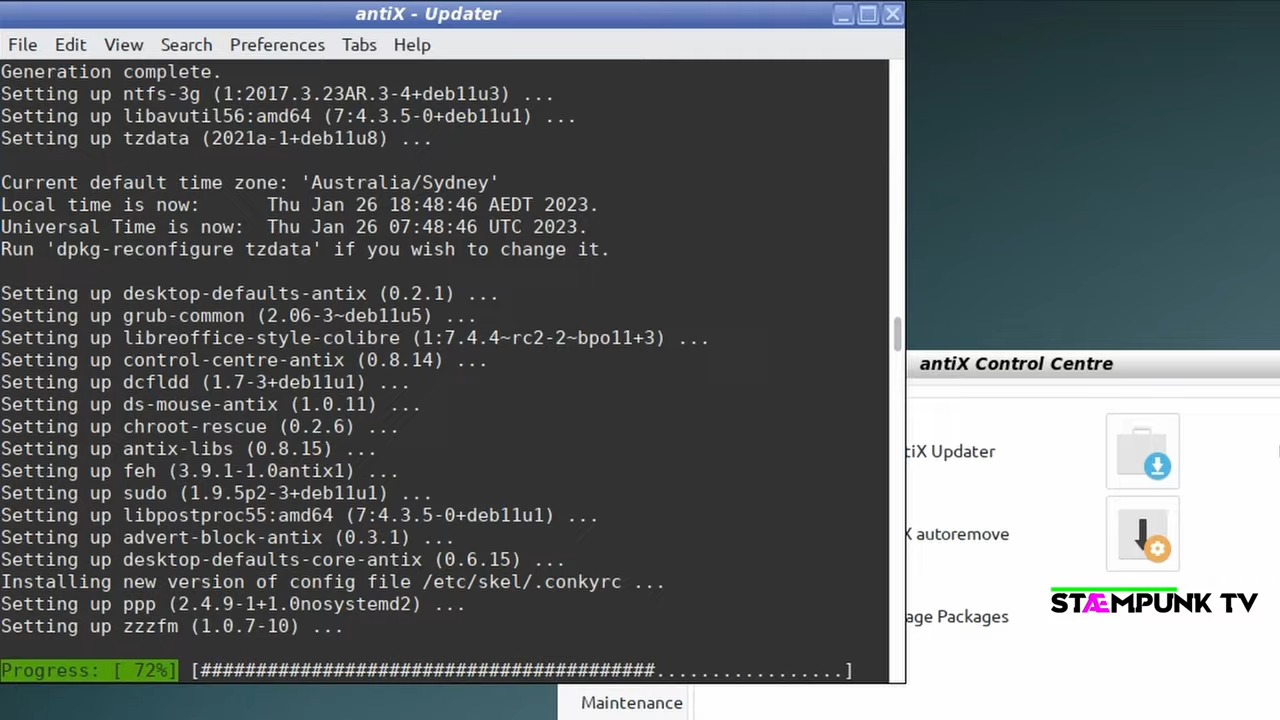 antiX - Updater
File Edit View Search Preferences Tabs Help
Generation complete.
Setting up ntfs-3g (1:2017.3.23AR.3-4+deb11u3) ...
Setting up libavutil56:amd64 (7:4.3.5-0+deb11u1) ...
Setting up tzdata (2021a-1+deb11u8) ...
Current default time zone: 'Australia/Sydney'
Local time is now:      Thu Jan 26 18:48:46 AEDT 2023.
Universal Time is now:  Thu Jan 26 07:48:46 UTC 2023.
Run 'dpkg-reconfigure tzdata' if you wish to change it.
Setting up desktop-defaults-antix (0.2.1) ...
Setting up grub-common (2.06-3~deb11u5) ...
Setting up libreoffice-style-colibre (1:7.4.4~rc2-2~bpo11+3) ...
Setting up control-centre-antix (0.8.14) ...
Setting up dcfldd (1.7-3+deb11u1) ...
Setting up ds-mouse-antix (1.0.11) ...
Setting up chroot-rescue (0.2.6) ...
Setting up antix-libs (0.8.15) ...
Setting up feh (3.9.1-1.0antix1) ...
Setting up sudo (1.9.5p2-3+deb11u1) ...
Setting up libpostproc55:amd64 (7:4.3.5-0+deb11u1) ...
Setting up advert-block-antix (0.3.1) ...
Setting up desktop-defaults-core-antix (0.6.15) ...
Installing new version of config file /etc/skel/.conkyrc ...
Setting up ppp (2.4.9-1+1.0nosystemd2) ...
Setting up zzzfm (1.0.7-10) ...
Progress: [ 72%] [########################################.................]
antiX Control Centre
tiX Updater
X autoremove
age Packages
STÆMPUNK TV
Maintenance